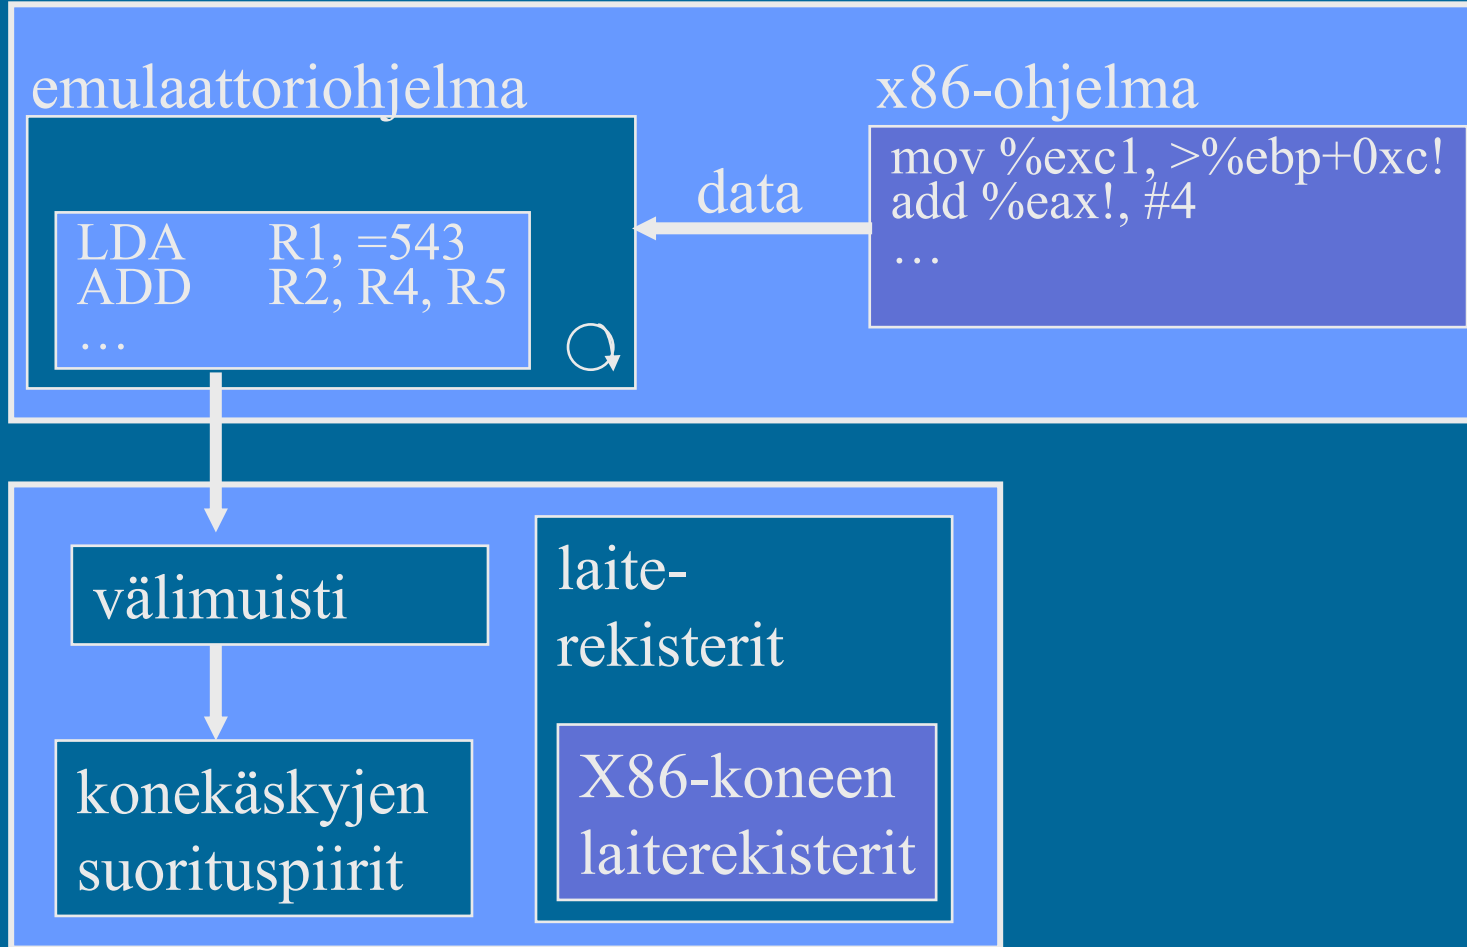 emulaattoriohjelma
x86-ohjelma
mov %exc1, >%ebp+0xc!
add %eax!, #4
…
data
LDA R1, =543
ADD R2, R4, R5
…
välimuisti
konekäskyjen
suorituspiirit
laite-
rekisterit
X86-koneen
laiterekisterit